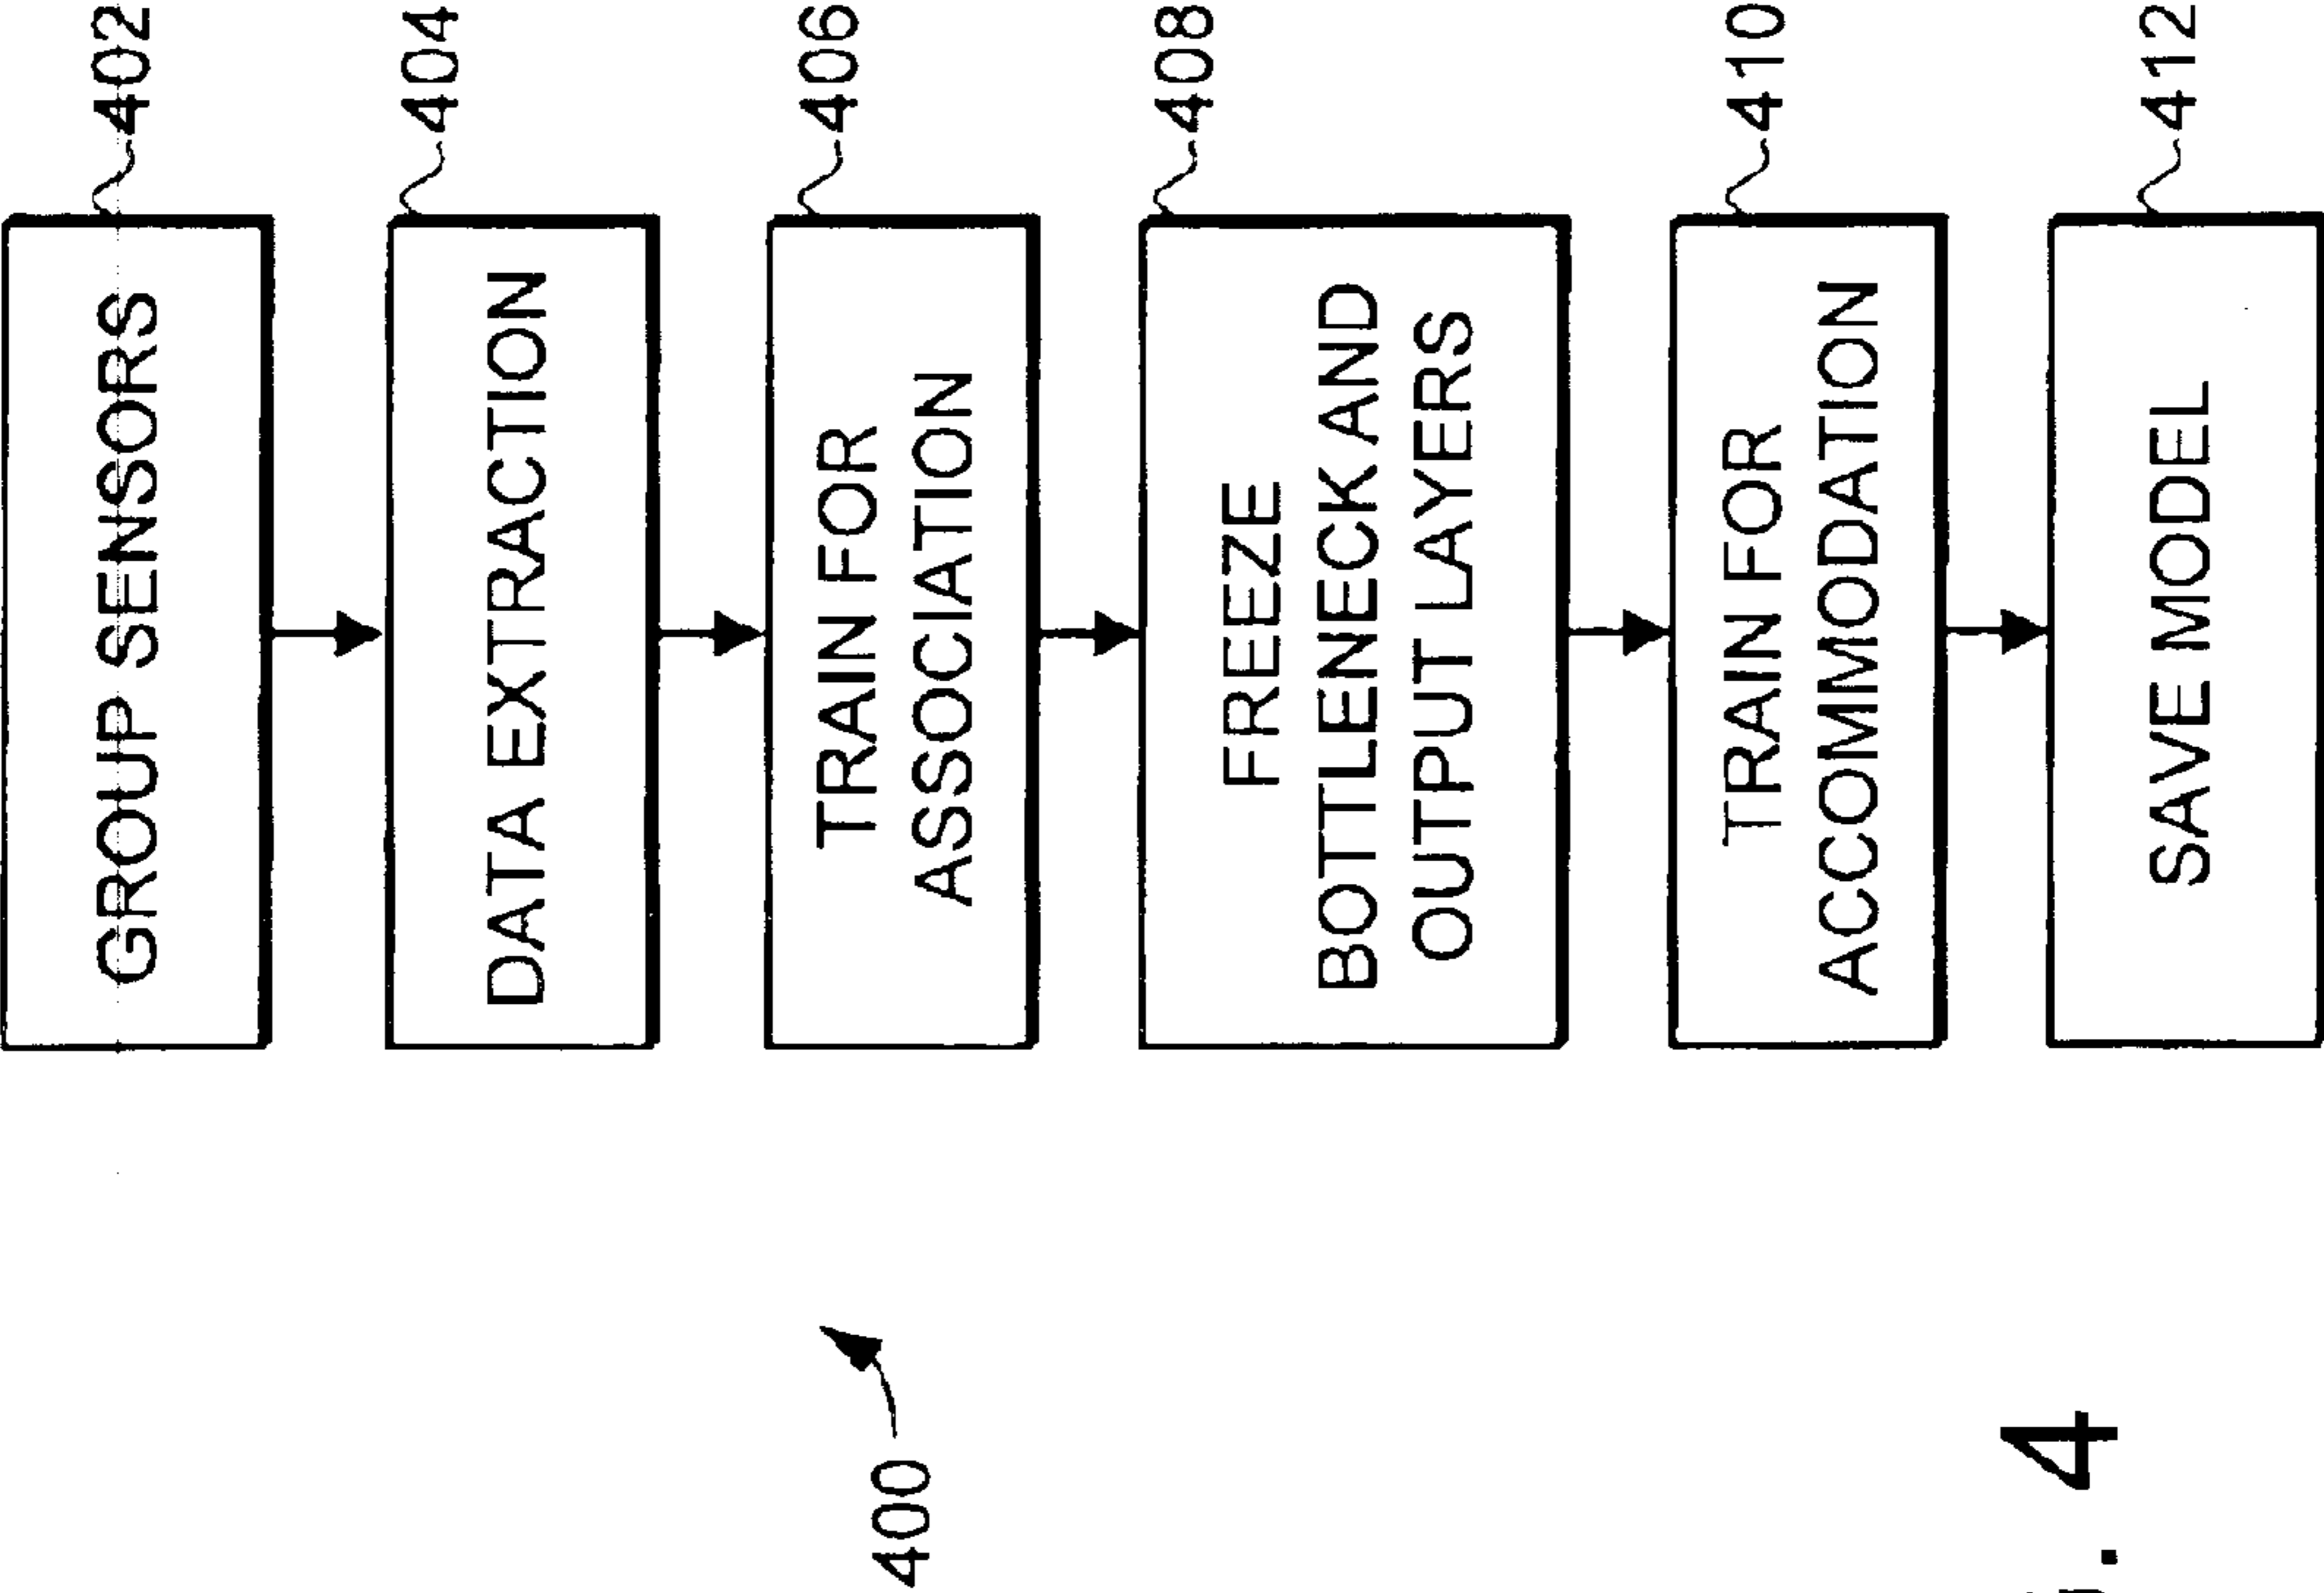 GROUP SENSORS
402
DATA EXTRACTION
404
TRAIN FOR
ASSOCIATION
406
FREEZE
BOTTLENECK AND
OUTPUT LAYERS
408
TRAIN FOR
ACCOMMODATION
410
SAVE MODEL
412
400
. 4